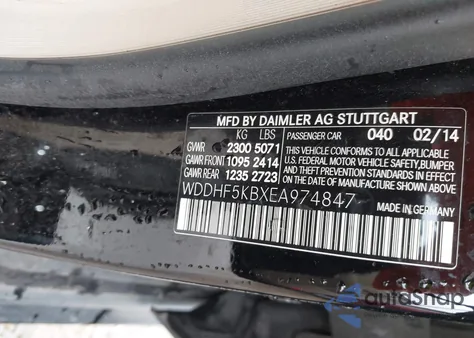 MFD BY DAIMLER AG STUTTGART
KG LBS PASSENGER CAR 040 02/14
GVWR 2300 5071 THIS VEHICLE CONFORMS TO ALL APPLICABLE
GAWR FRONT 1095 2414 U.S. FEDERAL MOTOR VEHICLE SAFETY,BUMPER
GAWR REAR 1235 2723 AND THEFT PREVENTION STANDARDS IN EFFECT
ON THE DATE OF MANUFACTURE SHOWN ABOVE
WDDHF5KBXEA974847 MADE IN GERMANY
autoSnap